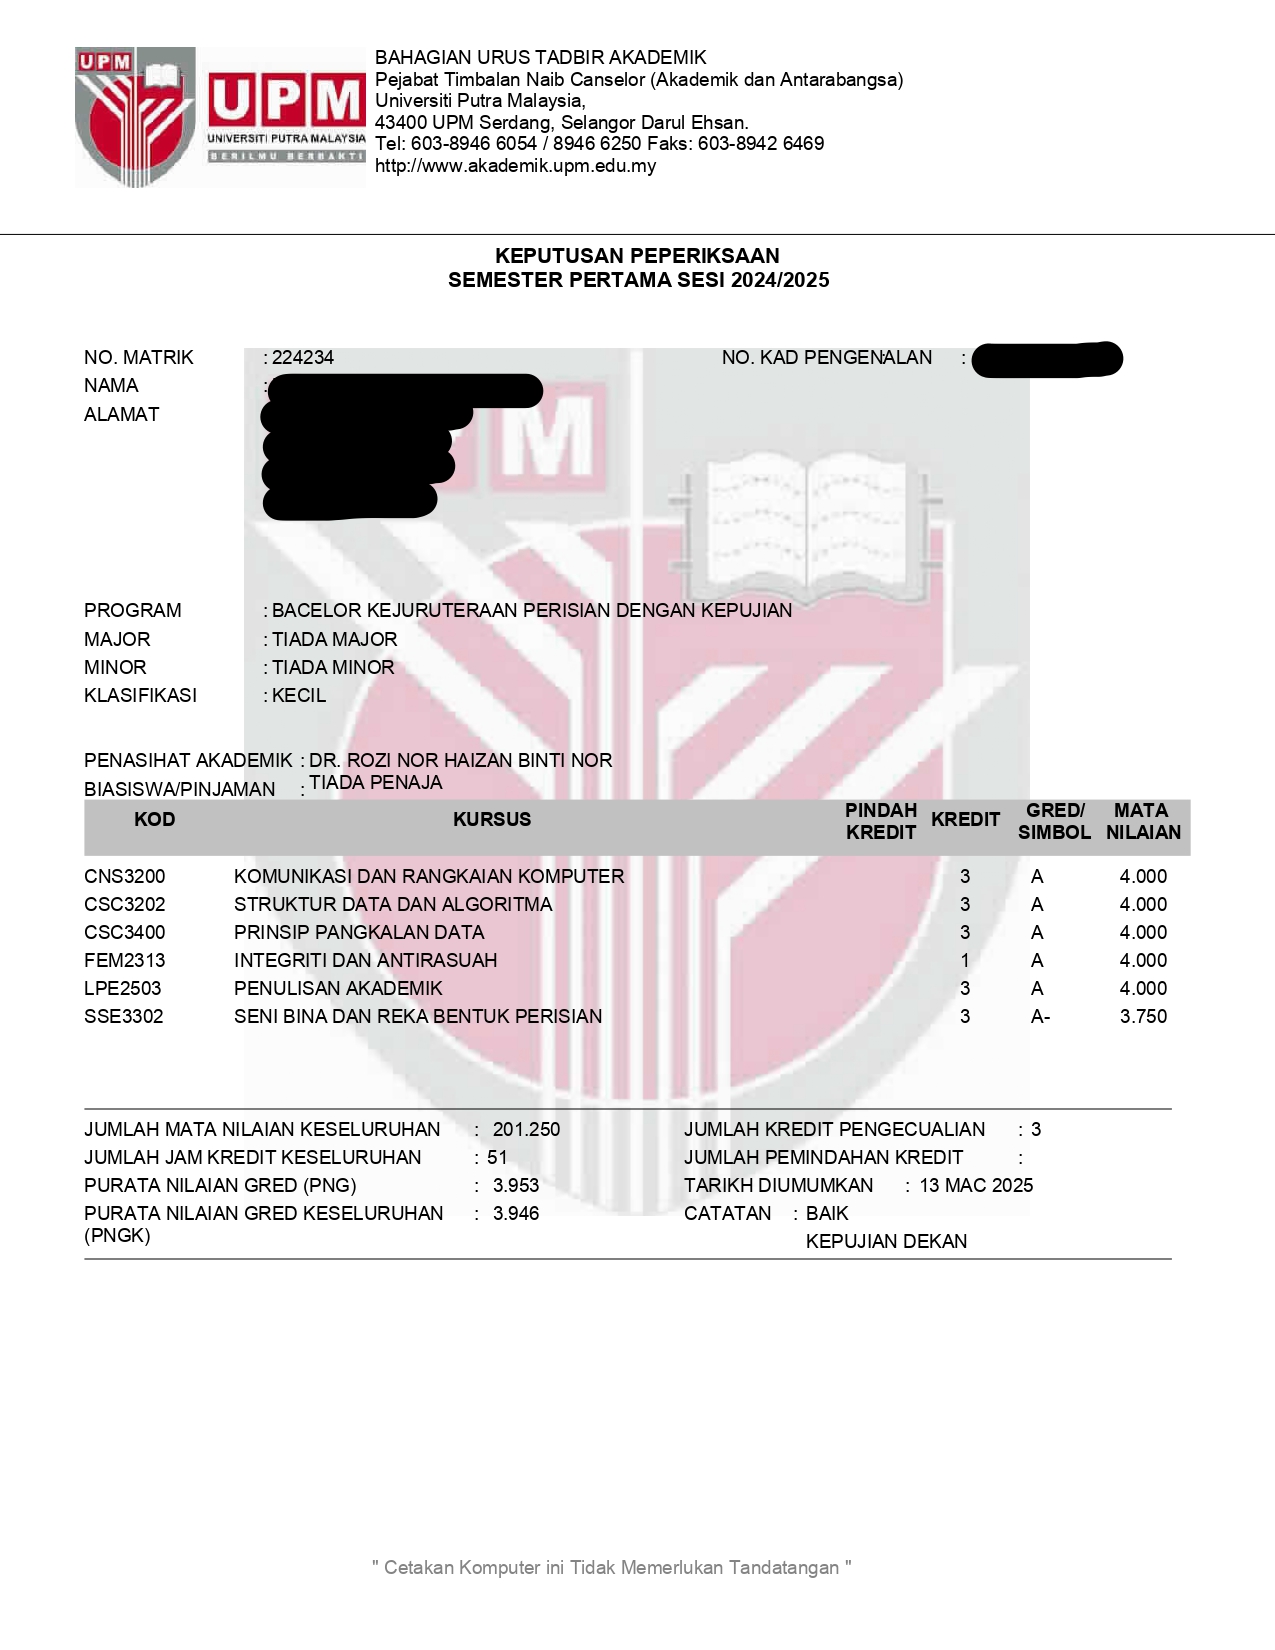 UPM
UPM
UNIVERSITI PUTRA MALAYSIA
BERILMU BERBAKTI
BAHAGIAN URUS TADBIR AKADEMIK
Pejabat Timbalan Naib Canselor (Akademik dan Antarabangsa)
Universiti Putra Malaysia,
43400 UPM Serdang, Selangor Darul Ehsan.
Tel: 603-8946 6054 / 8946 6250 Faks: 603-8942 6469
http://www.akademik.upm.edu.my
KEPUTUSAN PEPERIKSAAN
SEMESTER PERTAMA SESI 2024/2025
NO. MATRIK : 224234 NO. KAD PENGENALAN :
NAMA :
ALAMAT
PROGRAM : BACELOR KEJURUTERAAN PERISIAN DENGAN KEPUJIAN
MAJOR : TIADA MAJOR
MINOR : TIADA MINOR
KLASIFIKASI : KECIL
PENASIHAT AKADEMIK : DR. ROZI NOR HAIZAN BINTI NOR
BIASISWA/PINJAMAN : TIADA PENAJA
KOD KURSUS PINDAH KREDIT KREDIT GRED/ SIMBOL MATA NILAIAN
CNS3200 KOMUNIKASI DAN RANGKAIAN KOMPUTER 3 A 4.000
CSC3202 STRUKTUR DATA DAN ALGORITMA 3 A 4.000
CSC3400 PRINSIP PANGKALAN DATA 3 A 4.000
FEM2313 INTEGRITI DAN ANTIRASUAH 1 A 4.000
LPE2503 PENULISAN AKADEMIK 3 A 4.000
SSE3302 SENI BINA DAN REKA BENTUK PERISIAN 3 A- 3.750
JUMLAH MATA NILAIAN KESELURUHAN : 201.250 JUMLAH KREDIT PENGECUALIAN : 3
JUMLAH JAM KREDIT KESELURUHAN : 51 JUMLAH PEMINDAHAN KREDIT :
PURATA NILAIAN GRED (PNG) : 3.953 TARIKH DIUMUMKAN : 13 MAC 2025
PURATA NILAIAN GRED KESELURUHAN : 3.946 CATATAN : BAIK
(PNGK) KEPUJIAN DEKAN
" Cetakan Komputer ini Tidak Memerlukan Tandatangan "